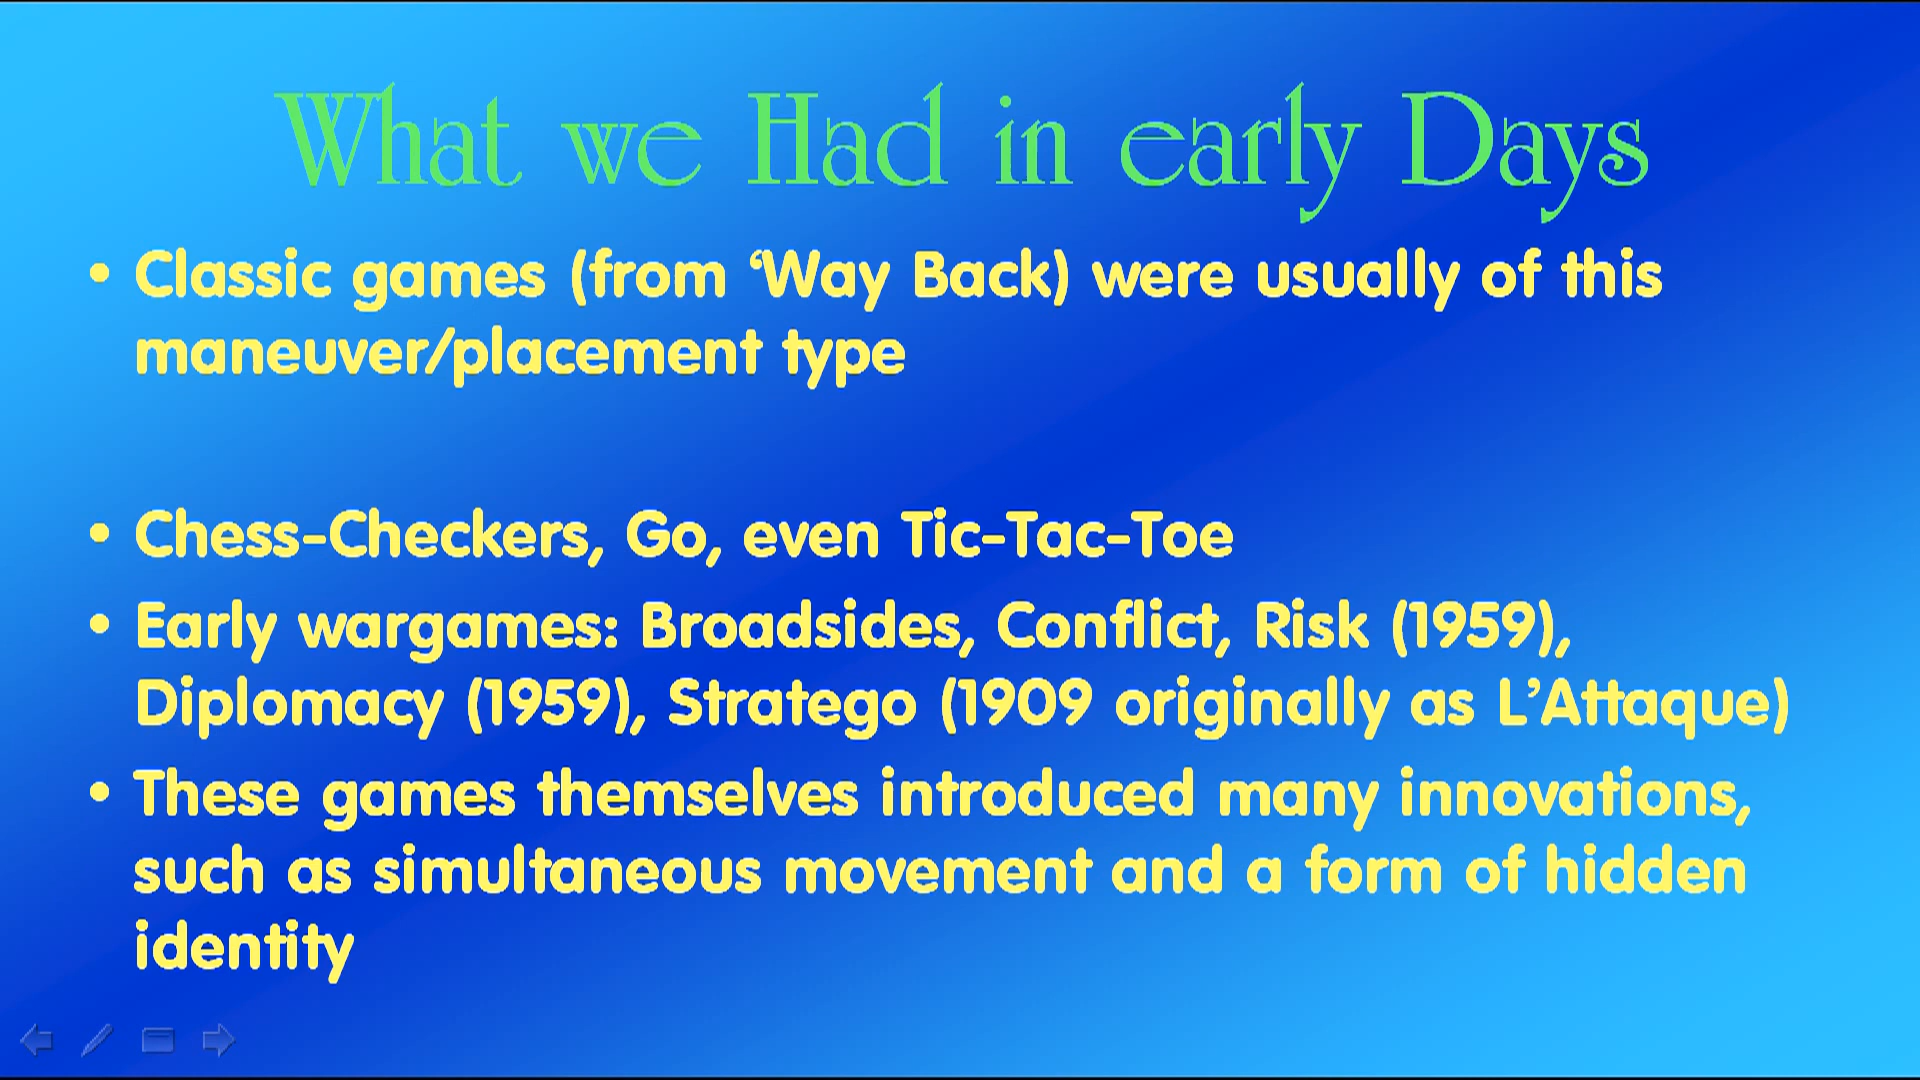 What we Had in early Days
• Classic games (from ‘Way Back) were usually of this
maneuver/placement type
• Chess-Checkers, Go, even Tic-Tac-Toe
• Early wargames: Broadsides, Conflict, Risk (1959),
Diplomacy (1959), Stratego (1909 originally as L’Attaque)
• These games themselves introduced many innovations,
such as simultaneous movement and a form of hidden
identity